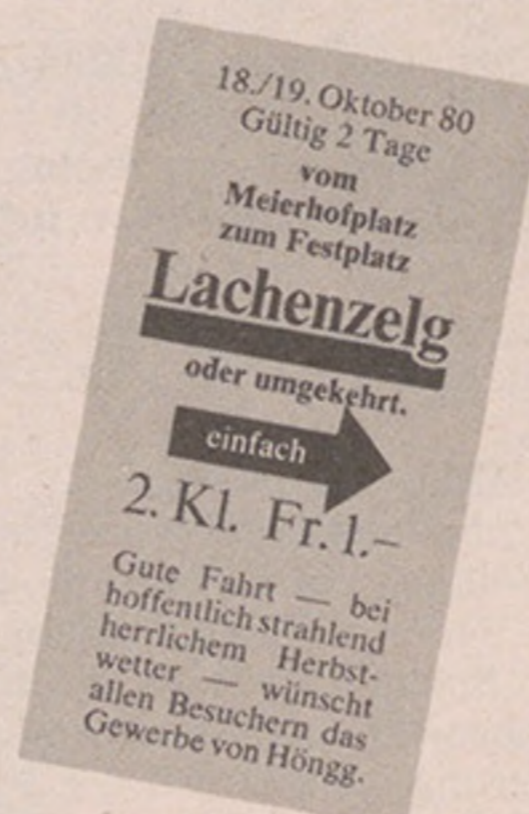 18./19. Oktober 80
Gültig 2 Tage
vom
Meierhofplatz
zum Festplatz
Lachenzelg
oder umgekehrt.
einfach
2. Kl. Fr. 1.–
Gute Fahrt — bei
hoffentlich strahlend
herrlichem Herbst-
wetter — wünscht
allen Besuchern das
Gewerbe von Höngg.